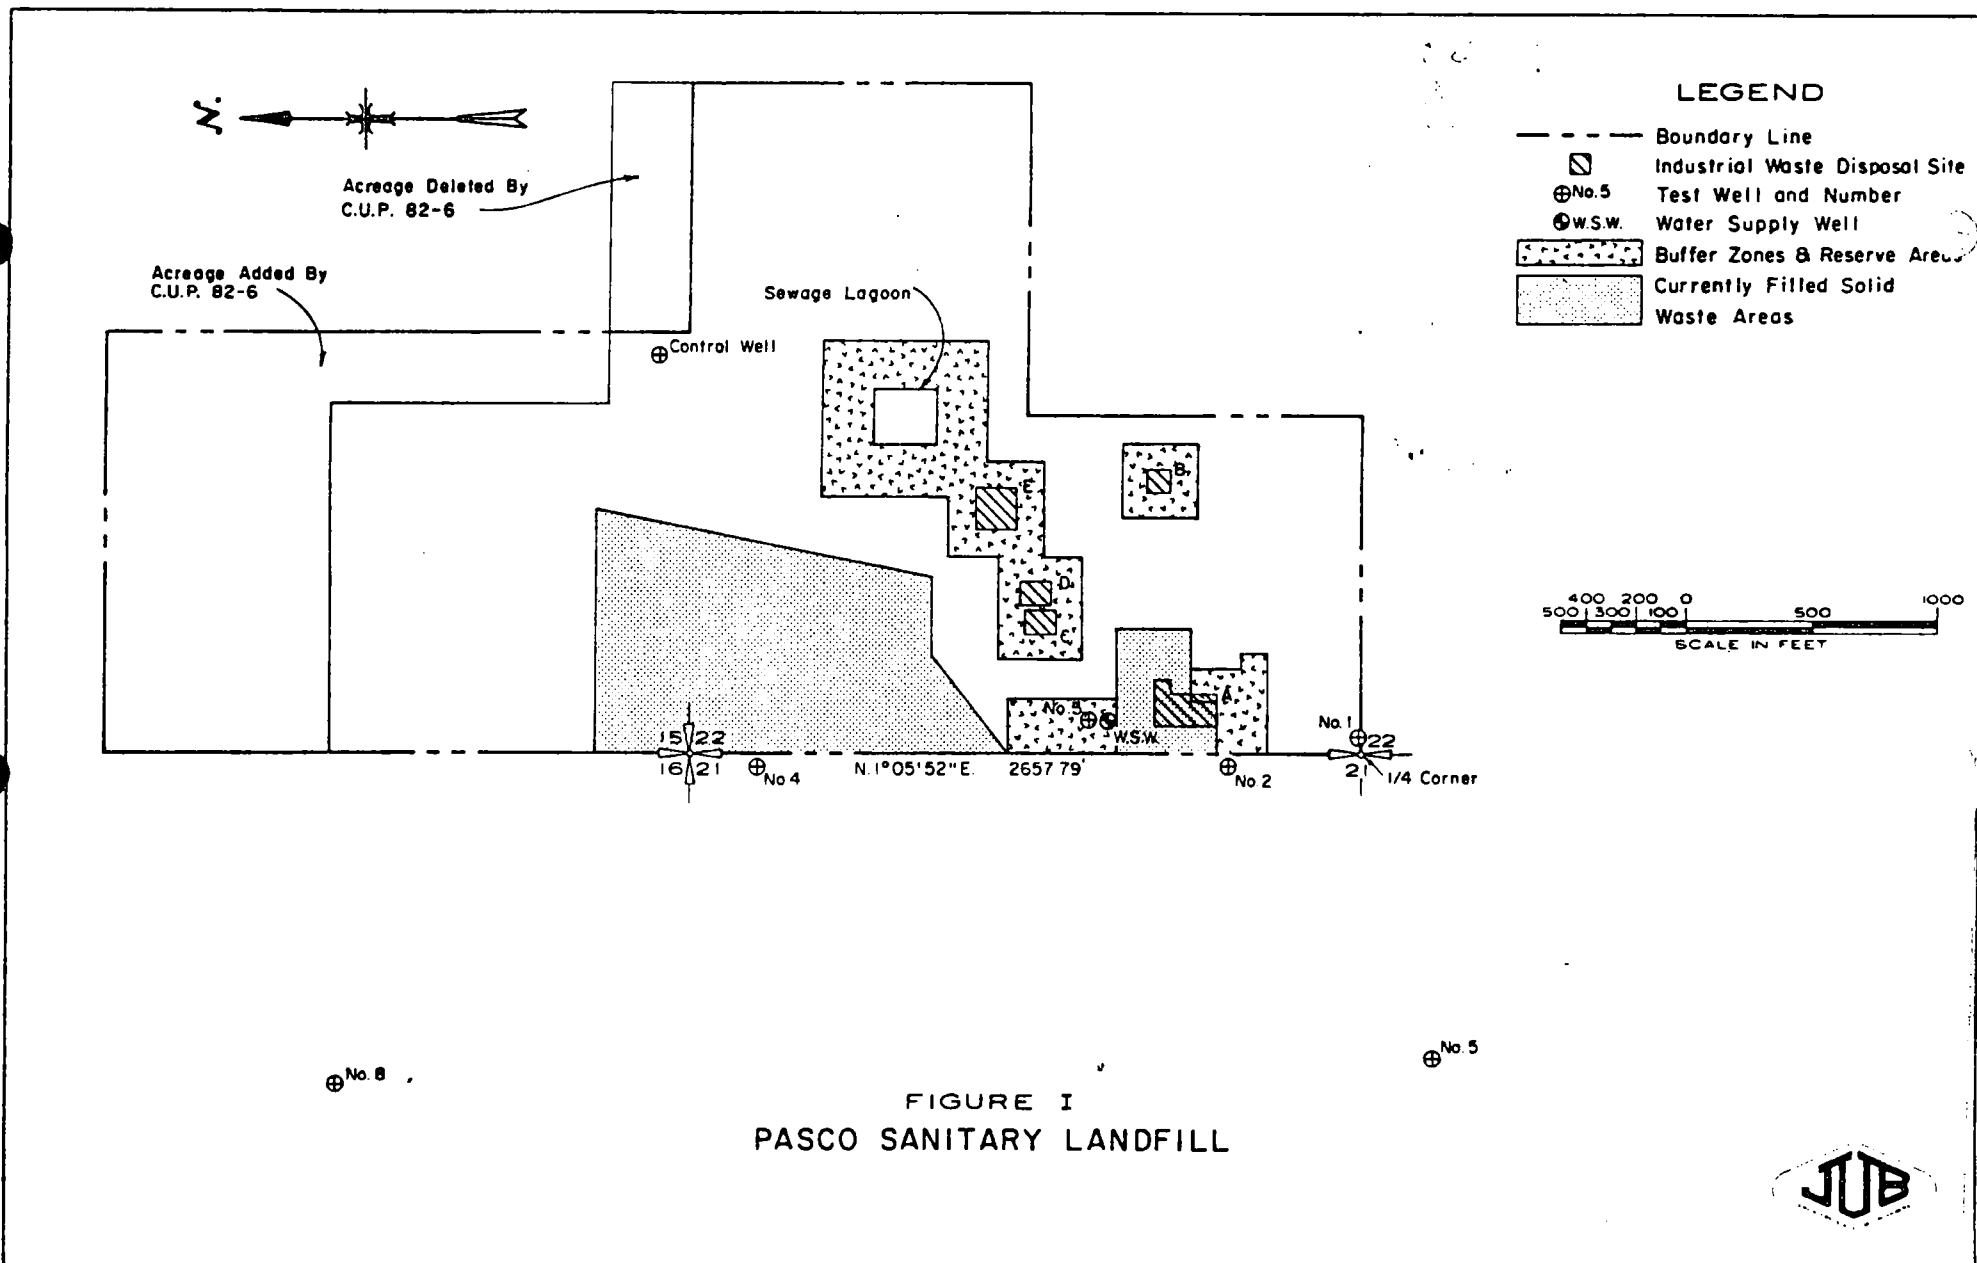 N.
Acreage Deleted By
C.U.P. 82-6
Acreage Added By
C.U.P. 82-6
Sewage Lagoon
Control Well
LEGEND
Boundary Line
Industrial Waste Disposal Site
No.5 Test Well and Number
W.S.W. Water Supply Well
Buffer Zones & Reserve Areas
Currently Filled Solid
Waste Areas
B
E
D
C
A
No.5
W.S.W.
No.1
15 22
16 21
No 4
N.1°05'52"E. 2657 79'
No.2
22
21
1/4 Corner
400 200 0
500 300 100 500 1000
SCALE IN FEET
No. 8
No. 5
FIGURE I
PASCO SANITARY LANDFILL
JUB